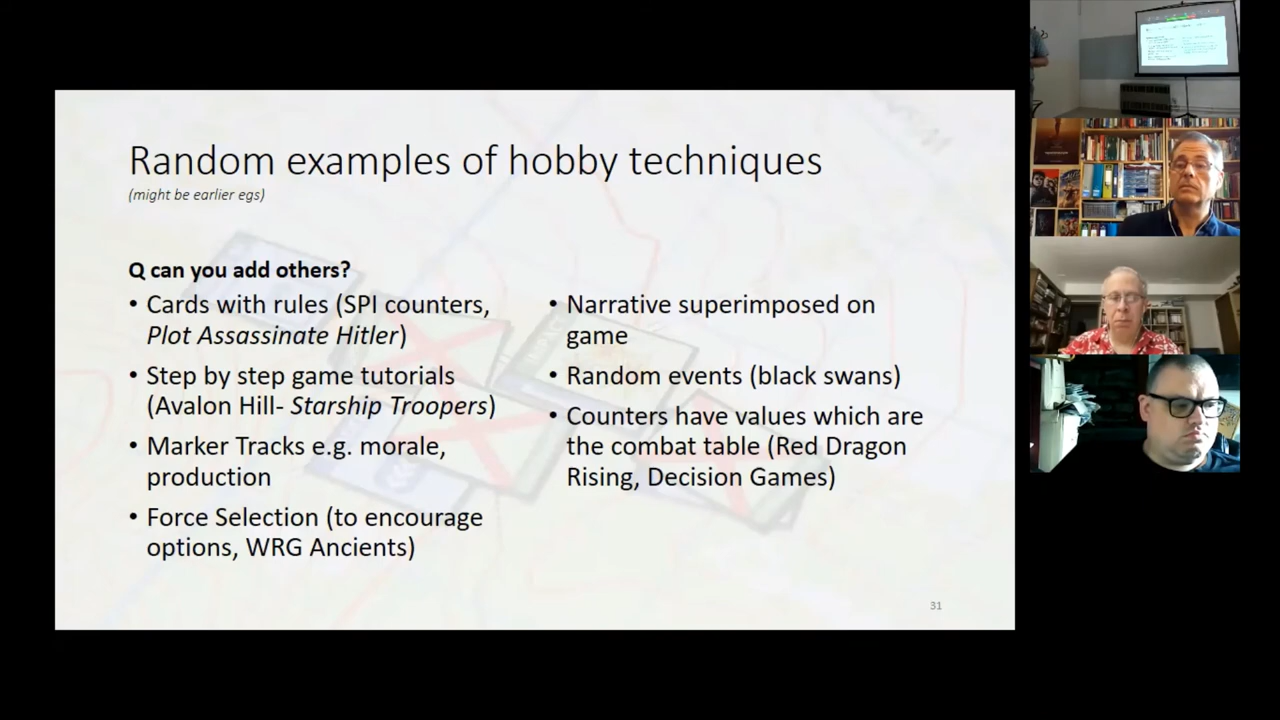 Random examples of hobby techniques
(might be earlier egs)
Q can you add others?
• Cards with rules (SPI counters,
Plot Assassinate Hitler)
• Step by step game tutorials
(Avalon Hill- Starship Troopers)
• Marker Tracks e.g. morale,
production
• Force Selection (to encourage
options, WRG Ancients)
• Narrative superimposed on
game
• Random events (black swans)
• Counters have values which are
the combat table (Red Dragon
Rising, Decision Games)
31